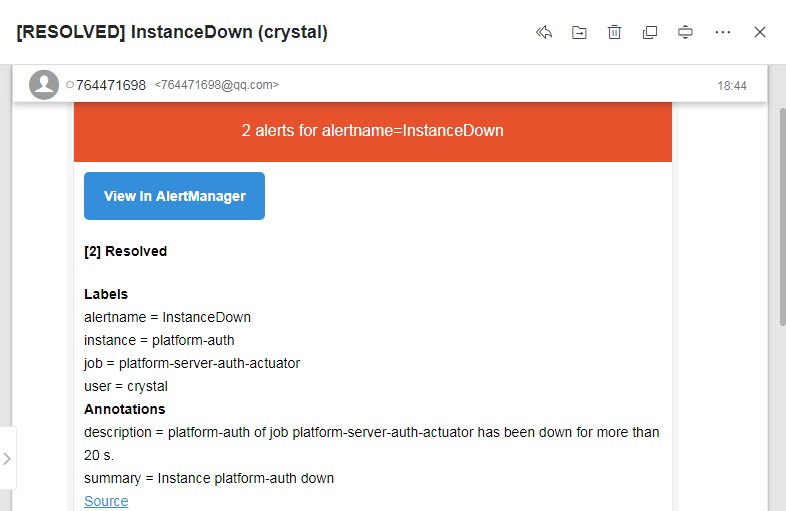 [RESOLVED] InstanceDown (crystal)
764471698 <764471698@qq.com>
18:44
2 alerts for alertname=InstanceDown
View In AlertManager
[2] Resolved
Labels
alertname = InstanceDown
instance = platform-auth
job = platform-server-auth-actuator
user = crystal
Annotations
description = platform-auth of job platform-server-auth-actuator has been down for more than
20 s.
summary = Instance platform-auth down
Source